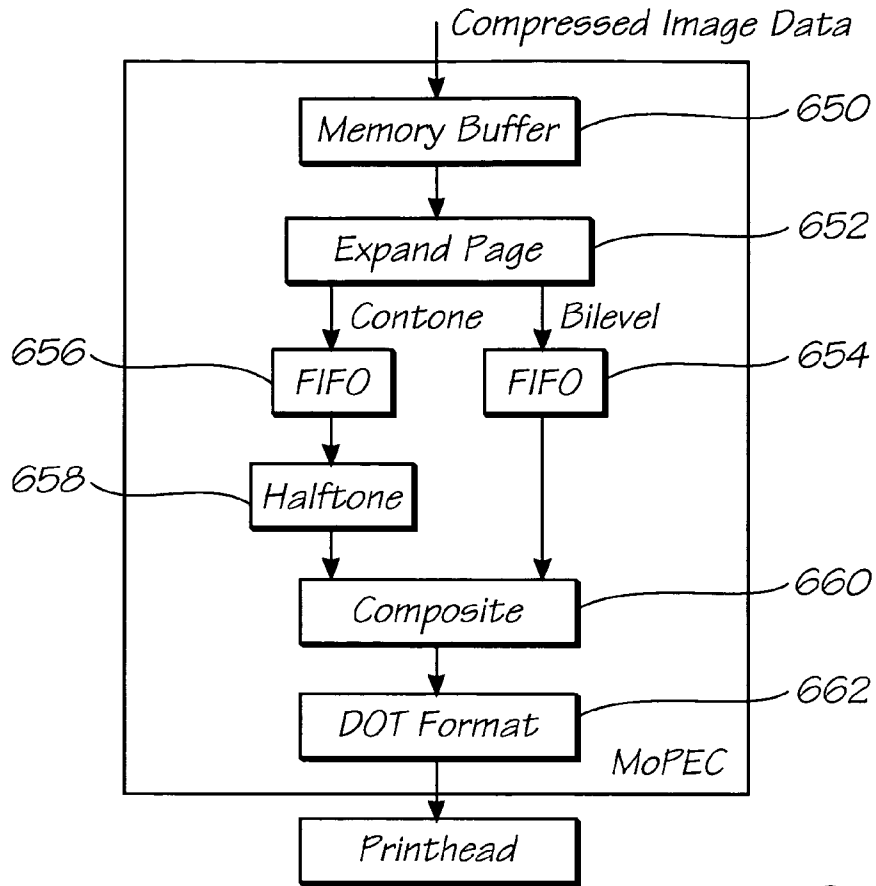 Compressed Image Data
Memory Buffer
650
Expand Page
652
Contone
Bilevel
656
FIFO
FIFO
654
658
Halftone
Composite
660
DOT Format
662
MoPEC
Printhead